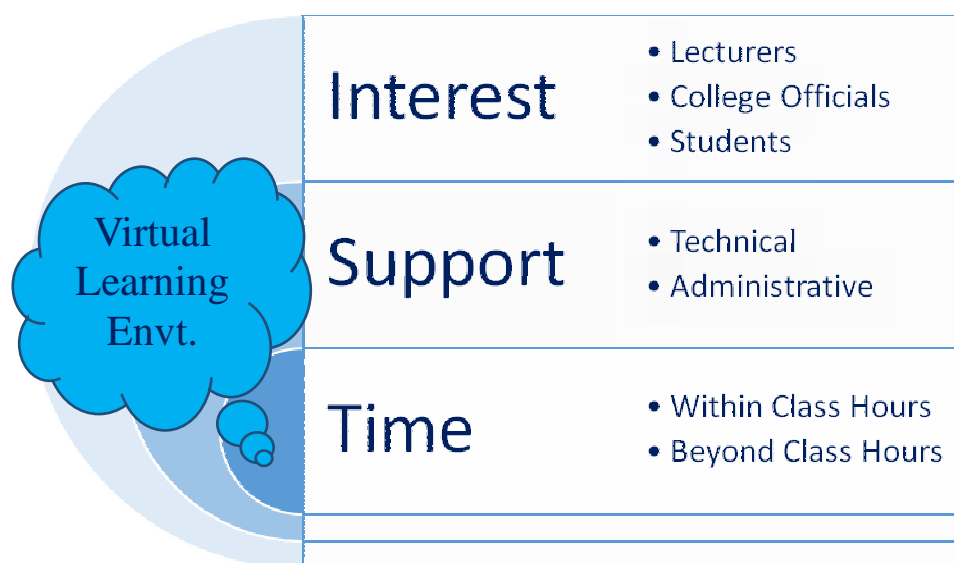 Virtual
Learning
Envt.
Interest
• Lecturers
• College Officials
• Students
Support
• Technical
• Administrative
Time
• Within Class Hours
• Beyond Class Hours